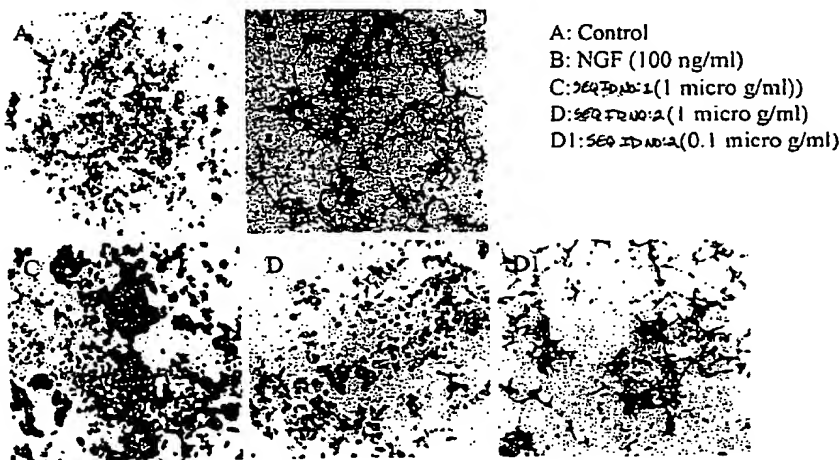 A
A: Control
B: NGF (100 ng/ml)
C: SEQ ID NO:1 (1 micro g/ml))
D: SEQ ID NO:2 (1 micro g/ml)
D1: SEQ ID NO:2 (0.1 micro g/ml)
C
D
D1